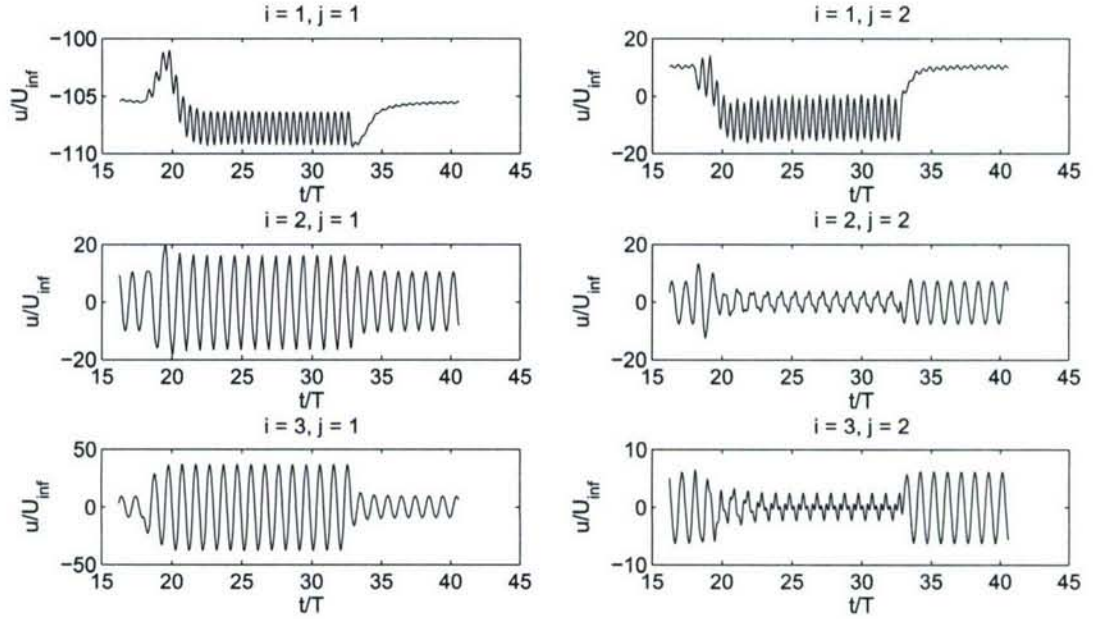 i = 1, j = 1
−100
−105
−110
u/U_inf
15 20 25 30 35 40 45
t/T
i = 1, j = 2
20
0
−20
u/U_inf
15 20 25 30 35 40 45
t/T
i = 2, j = 1
20
0
−20
u/U_inf
15 20 25 30 35 40 45
t/T
i = 2, j = 2
20
0
−20
u/U_inf
15 20 25 30 35 40 45
t/T
i = 3, j = 1
50
0
−50
u/U_inf
15 20 25 30 35 40 45
t/T
i = 3, j = 2
10
0
−10
u/U_inf
15 20 25 30 35 40 45
t/T